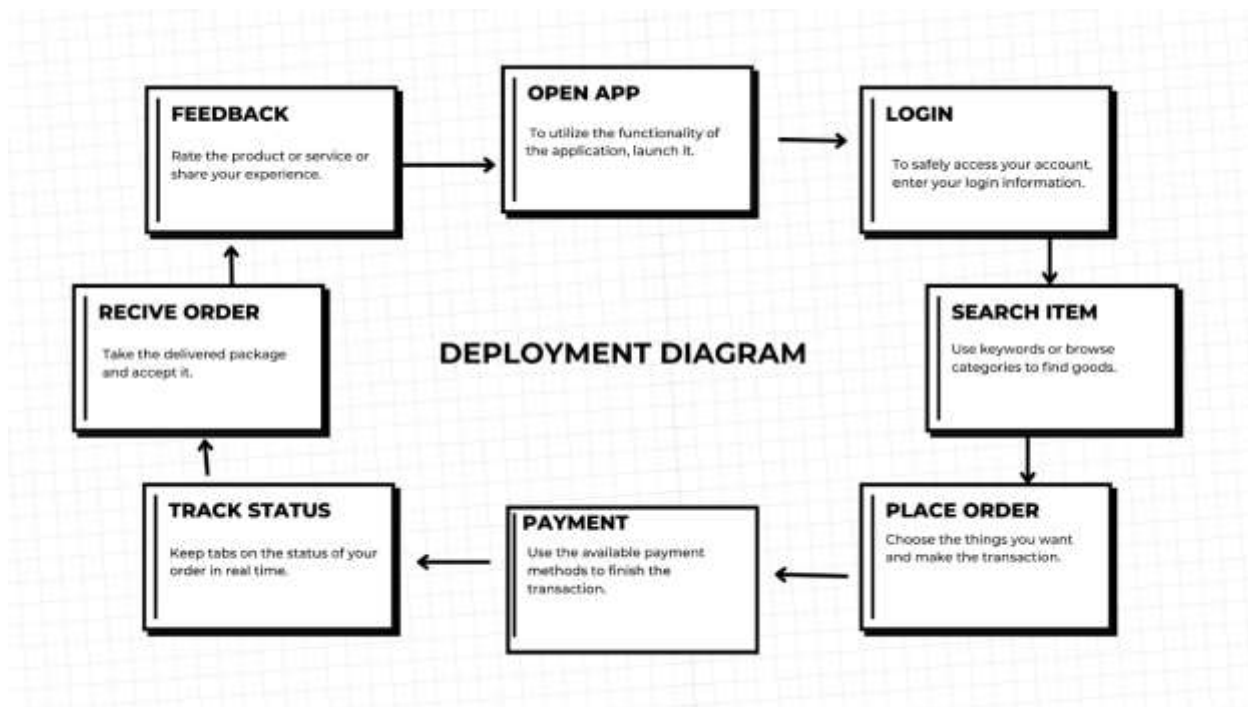 FEEDBACK
Rate the product or service or
share your experience.
OPEN APP
To utilize the functionality of
the application, launch it.
LOGIN
To safely access your account,
enter your login information.
RECIVE ORDER
Take the delivered package
and accept it.
DEPLOYMENT DIAGRAM
SEARCH ITEM
Use keywords or browse
categories to find goods.
TRACK STATUS
Keep tabs on the status of your
order in real time.
PAYMENT
Use the available payment
methods to finish the
transaction.
PLACE ORDER
Choose the things you want
and make the transaction.